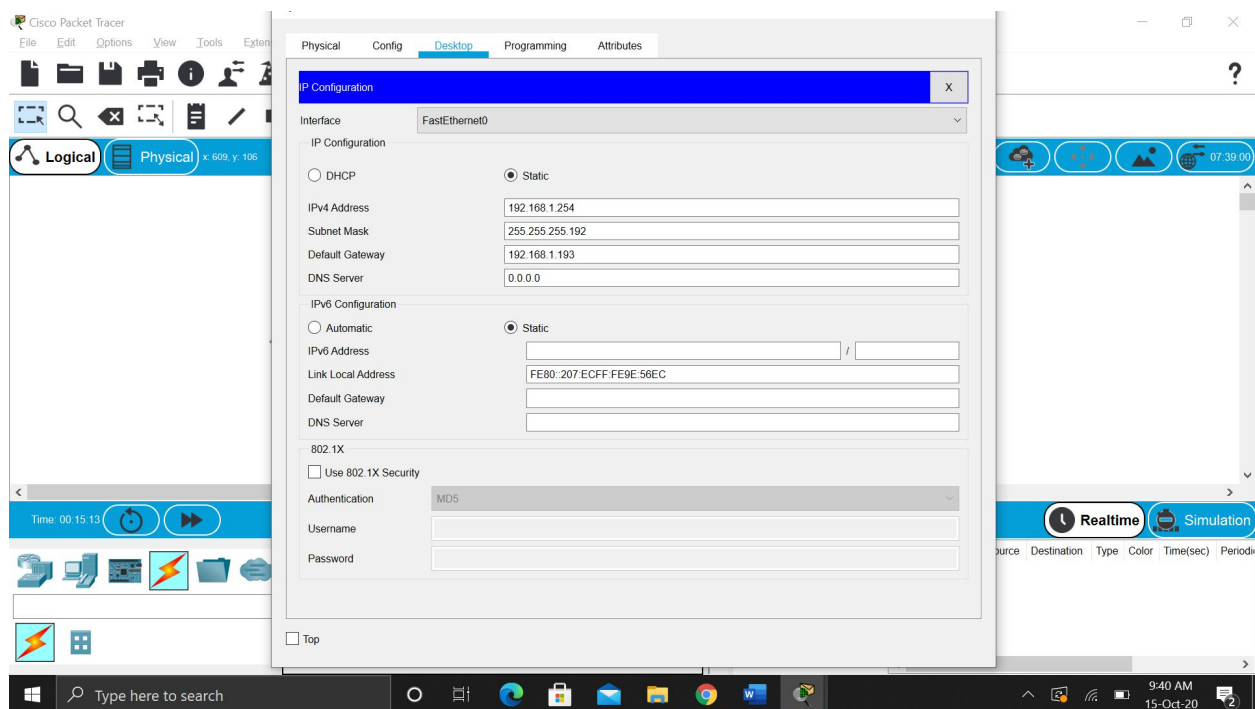 Cisco Packet Tracer
File Edit Options View Tools
Physical Config Desktop Programming Attributes
IP Configuration X
Interface FastEthernet0
IP Configuration
DHCP Static
IPv4 Address 192.168.1.254
Subnet Mask 255.255.255.192
Default Gateway 192.168.1.193
DNS Server 0.0.0.0
IPv6 Configuration
Automatic Static
IPv6 Address /
Link Local Address FE80::207:ECFF:FE9E:56EC
Default Gateway
DNS Server
802.1X
Use 802.1X Security
Authentication MD5
Username
Password
Top
?
Logical Physical x: 609, y: 106
07:39:00
Time: 00:15:13
Realtime Simulation
Destination Type Color Time(sec)
Type here to search
9:40 AM
15-Oct-20
2